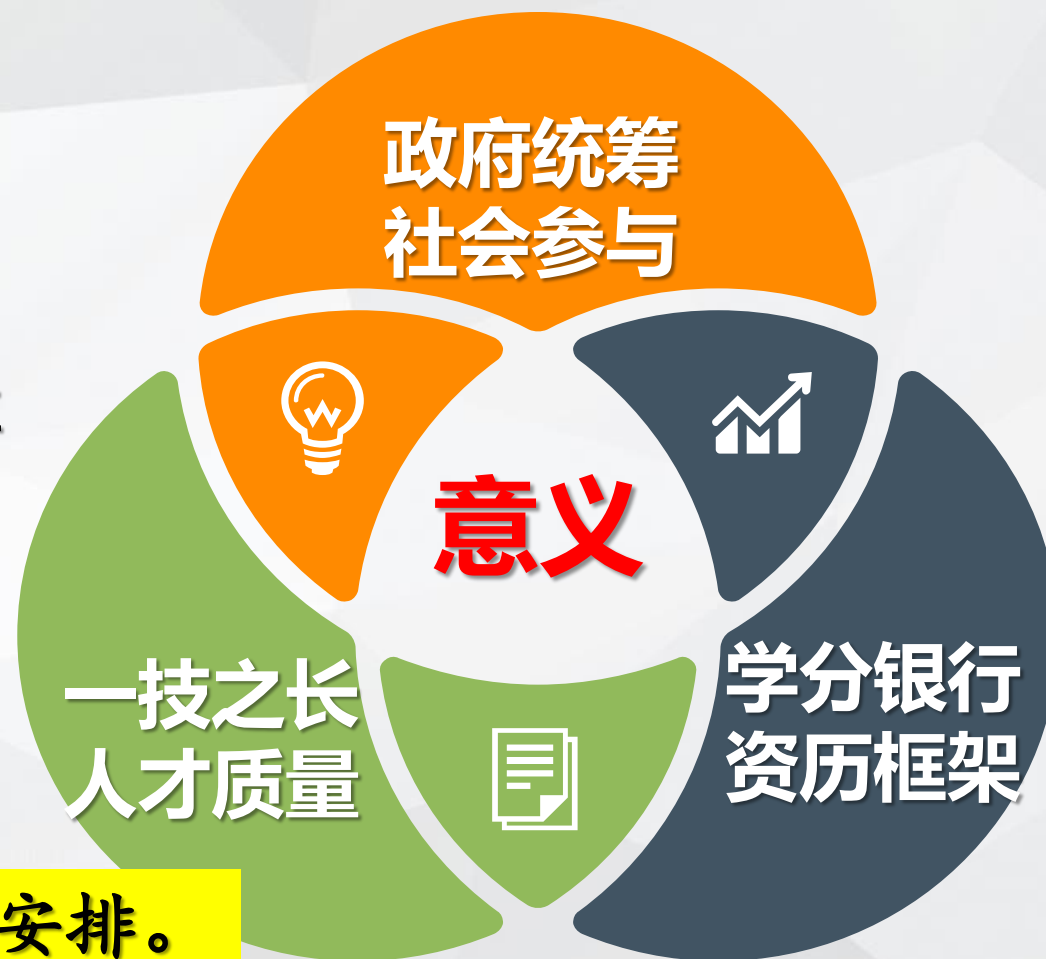 政府统筹
社会参与
意义
一技之长
人才质量
学分银行
资历框架
安排。